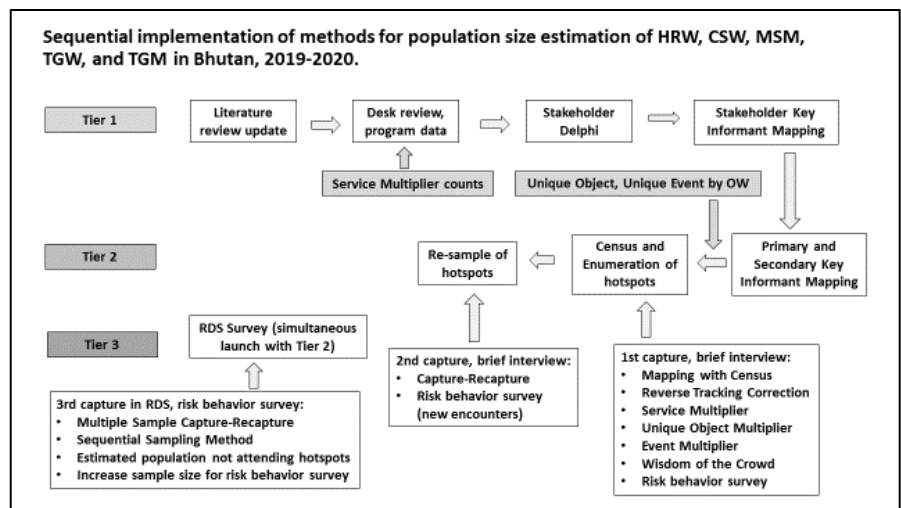 Sequential implementation of methods for population size estimation of HRW, CSW, MSM,
TGW, and TGM in Bhutan, 2019-2020.
Tier 1
Literature
review update
Desk review,
program data
Stakeholder
Delphi
Stakeholder Key
Informant Mapping
Service Multiplier counts
Unique Object, Unique Event by OW
Tier 2
Re-sample of
hotspots
Census and
Enumeration of
hotspots
Primary and
Secondary Key
Informant Mapping
Tier 3
RDS Survey (simultaneous
launch with Tier 2)
3rd capture in RDS, risk behavior survey:
• Multiple Sample Capture-Recapture
• Sequential Sampling Method
• Estimated population not attending hotspots
• Increase sample size for risk behavior survey
2nd capture, brief interview:
• Capture-Recapture
• Risk behavior survey
(new encounters)
1st capture, brief interview:
• Mapping with Census
• Reverse Tracking Correction
• Service Multiplier
• Unique Object Multiplier
• Event Multiplier
• Wisdom of the Crowd
• Risk behavior survey